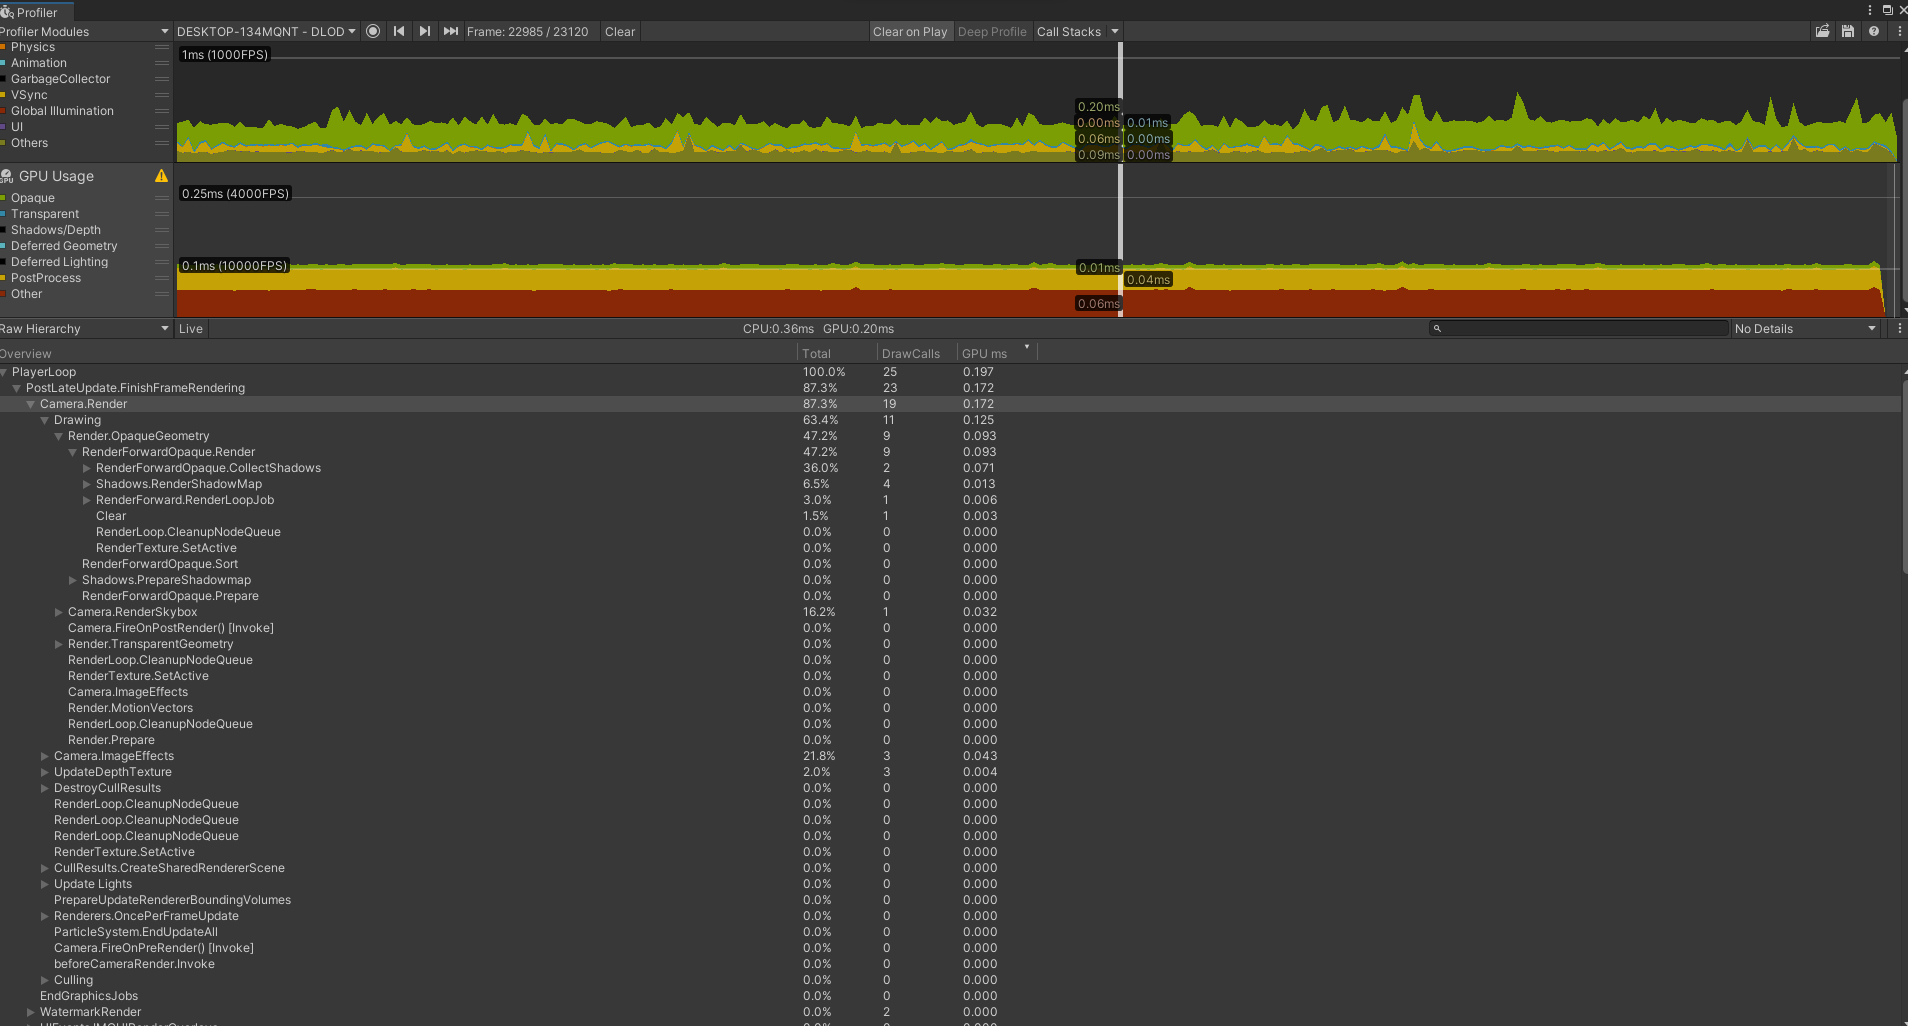 Profiler
Profiler Modules DESKTOP-134MQNT - DLOD Frame: 22985 / 23120 Clear Clear on Play Deep Profile Call Stacks
Physics
Animation
GarbageCollector
VSync
Global Illumination
UI
Others
1ms (1000FPS)
0.20ms
0.00ms 0.01ms
0.06ms 0.00ms
0.09ms 0.00ms
GPU Usage
Opaque
Transparent
Shadows/Depth
Deferred Geometry
Deferred Lighting
PostProcess
Other
0.25ms (4000FPS)
0.1ms (10000FPS)
0.01ms
0.04ms
0.06ms
Raw Hierarchy Live CPU:0.36ms GPU:0.20ms No Details
Overview Total DrawCalls GPU ms
PlayerLoop 100.0% 25 0.197
PostLateUpdate.FinishFrameRendering 87.3% 23 0.172
Camera.Render 87.3% 19 0.172
Drawing 63.4% 11 0.125
Render.OpaqueGeometry 47.2% 9 0.093
RenderForwardOpaque.Render 47.2% 9 0.093
RenderForwardOpaque.CollectShadows 36.0% 2 0.071
Shadows.RenderShadowMap 6.5% 4 0.013
RenderForward.RenderLoopJob 3.0% 1 0.006
Clear 1.5% 1 0.003
RenderLoop.CleanupNodeQueue 0.0% 0 0.000
RenderTexture.SetActive 0.0% 0 0.000
RenderForwardOpaque.Sort 0.0% 0 0.000
Shadows.PrepareShadowmap 0.0% 0 0.000
RenderForwardOpaque.Prepare 0.0% 0 0.000
Camera.RenderSkybox 16.2% 1 0.032
Camera.FireOnPostRender() [Invoke] 0.0% 0 0.000
Render.TransparentGeometry 0.0% 0 0.000
RenderLoop.CleanupNodeQueue 0.0% 0 0.000
RenderTexture.SetActive 0.0% 0 0.000
Camera.ImageEffects 0.0% 0 0.000
Render.MotionVectors 0.0% 0 0.000
RenderLoop.CleanupNodeQueue 0.0% 0 0.000
Render.Prepare 0.0% 0 0.000
Camera.ImageEffects 21.8% 3 0.043
UpdateDepthTexture 2.0% 3 0.004
DestroyCullResults 0.0% 0 0.000
RenderLoop.CleanupNodeQueue 0.0% 0 0.000
RenderLoop.CleanupNodeQueue 0.0% 0 0.000
RenderLoop.CleanupNodeQueue 0.0% 0 0.000
RenderTexture.SetActive 0.0% 0 0.000
CullResults.CreateSharedRendererScene 0.0% 0 0.000
Update Lights 0.0% 0 0.000
PrepareUpdateRendererBoundingVolumes 0.0% 0 0.000
Renderers.OncePerFrameUpdate 0.0% 0 0.000
ParticleSystem.EndUpdateAll 0.0% 0 0.000
Camera.FireOnPreRender() [Invoke] 0.0% 0 0.000
beforeCameraRender.Invoke 0.0% 0 0.000
Culling 0.0% 0 0.000
EndGraphicsJobs 0.0% 0 0.000
WatermarkRender 0.0% 2 0.000